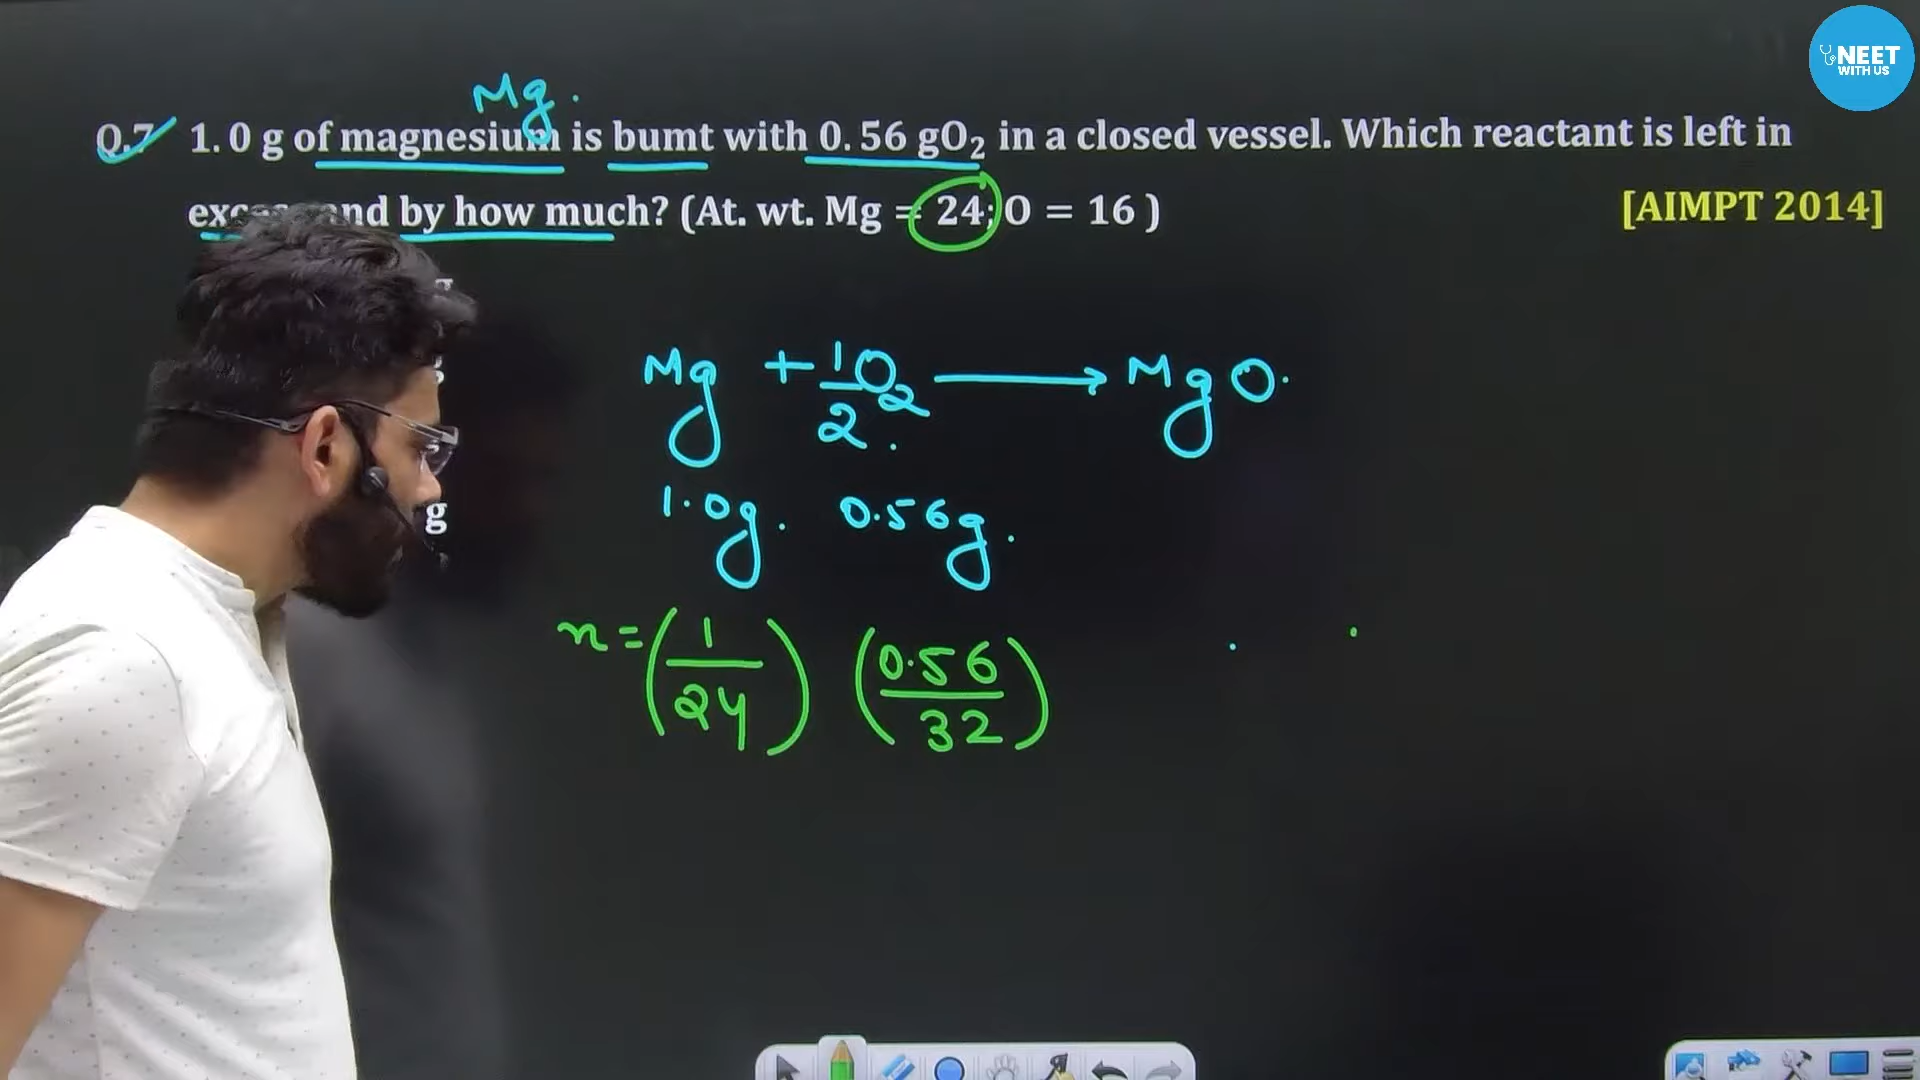 NEET
WITH US
Mg.
Q.7 1.0 g of magnesium is bumt with 0.56 gO₂ in a closed vessel. Which reactant is left in
and by how much? (At. wt. Mg = 24; O = 16 ) [AIMPT 2014]
Mg + 1/2 O₂ ⟶ MgO.
g
1.0g. 0.56g.
n = (1/24) (0.56/32)